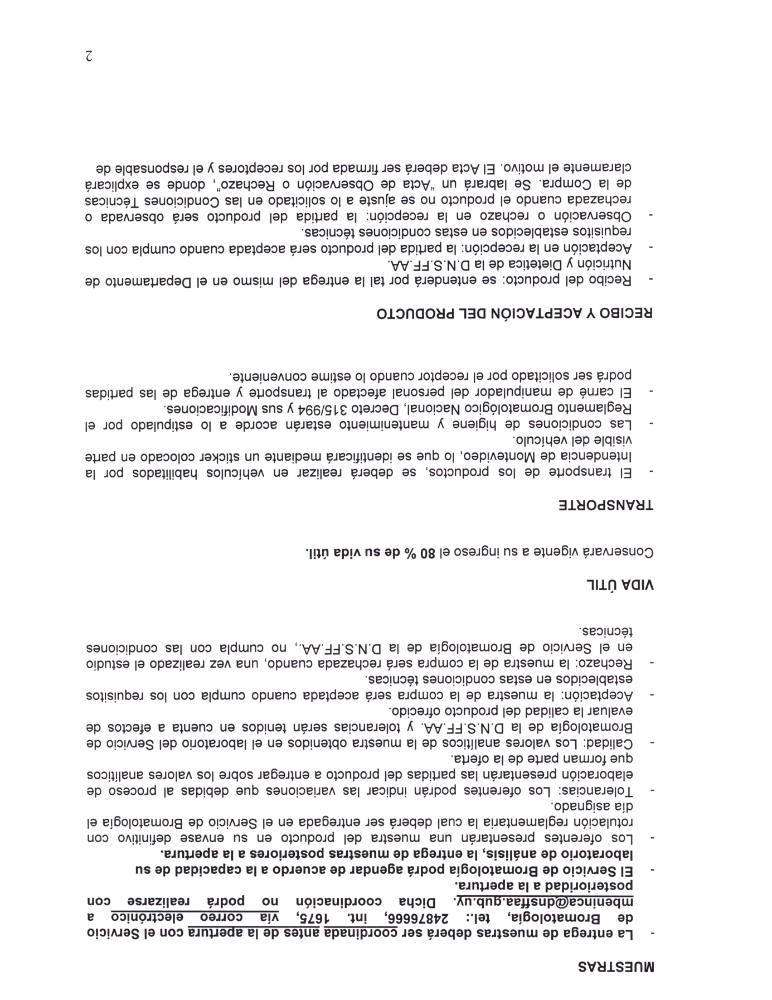 MUESTRAS
- La entrega de muestras deberá ser coordinada antes de la apertura con el Servicio
de Bromatología, tel.: 24876666, int. 1675, vía correo electrónico a
mbeninca@dnsffaa.gub.uy. Dicha coordinación no podrá realizarse con
posterioridad a la apertura.
- El Servicio de Bromatología podrá agendar de acuerdo a la capacidad de su
laboratorio de análisis, la entrega de muestras posteriores a la apertura.
- Los oferentes presentarán una muestra del producto en su envase definitivo con
rotulación reglamentaria la cual deberá ser entregada en el Servicio de Bromatología el
día asignado.
- Tolerancias: Los oferentes podrán indicar las variaciones que debidas al proceso de
elaboración presentarán las partidas del producto a entregar sobre los valores analíticos
que forman parte de la oferta.
- Calidad: Los valores analíticos de la muestra obtenidos en el laboratorio del Servicio de
Bromatología de la D.N.S.FF.AA. y tolerancias serán tenidos en cuenta a efectos de
evaluar la calidad del producto ofrecido.
- Aceptación: la muestra de la compra será aceptada cuando cumpla con los requisitos
establecidos en estas condiciones técnicas.
- Rechazo: la muestra de la compra será rechazada cuando, una vez realizado el estudio
en el Servicio de Bromatología de la D.N.S.FF.AA., no cumpla con las condiciones
técnicas.
VIDA ÚTIL
Conservará vigente a su ingreso el 80 % de su vida útil.
TRANSPORTE
- El transporte de los productos, se deberá realizar en vehículos habilitados por la
Intendencia de Montevideo, lo que se identificará mediante un sticker colocado en parte
visible del vehículo.
- Las condiciones de higiene y mantenimiento estarán acorde a lo estipulado por el
Reglamento Bromatológico Nacional, Decreto 315/994 y sus Modificaciones.
- El carné de manipulador del personal afectado al transporte y entrega de las partidas
podrá ser solicitado por el receptor cuando lo estime conveniente.
RECIBO Y ACEPTACIÓN DEL PRODUCTO
- Recibo del producto: se entenderá por tal la entrega del mismo en el Departamento de
Nutrición y Dietética de la D.N.S.FF.AA.
- Aceptación en la recepción: la partida del producto será aceptada cuando cumpla con los
requisitos establecidos en estas condiciones técnicas.
- Observación o rechazo en la recepción: la partida del producto será observada o
rechazada cuando el producto no se ajuste a lo solicitado en las Condiciones Técnicas
de la Compra. Se labrará un “Acta de Observación o Rechazo”, donde se explicará
claramente el motivo. El Acta deberá ser firmada por los receptores y el responsable de
2